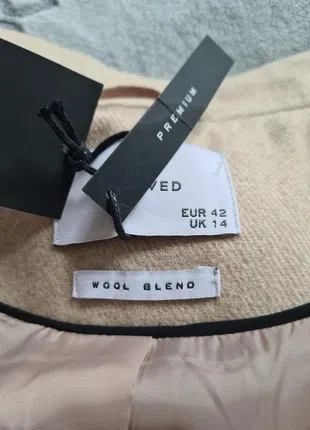 PREMIUM
VED
EUR 42
UK 14
WOOL BLEND